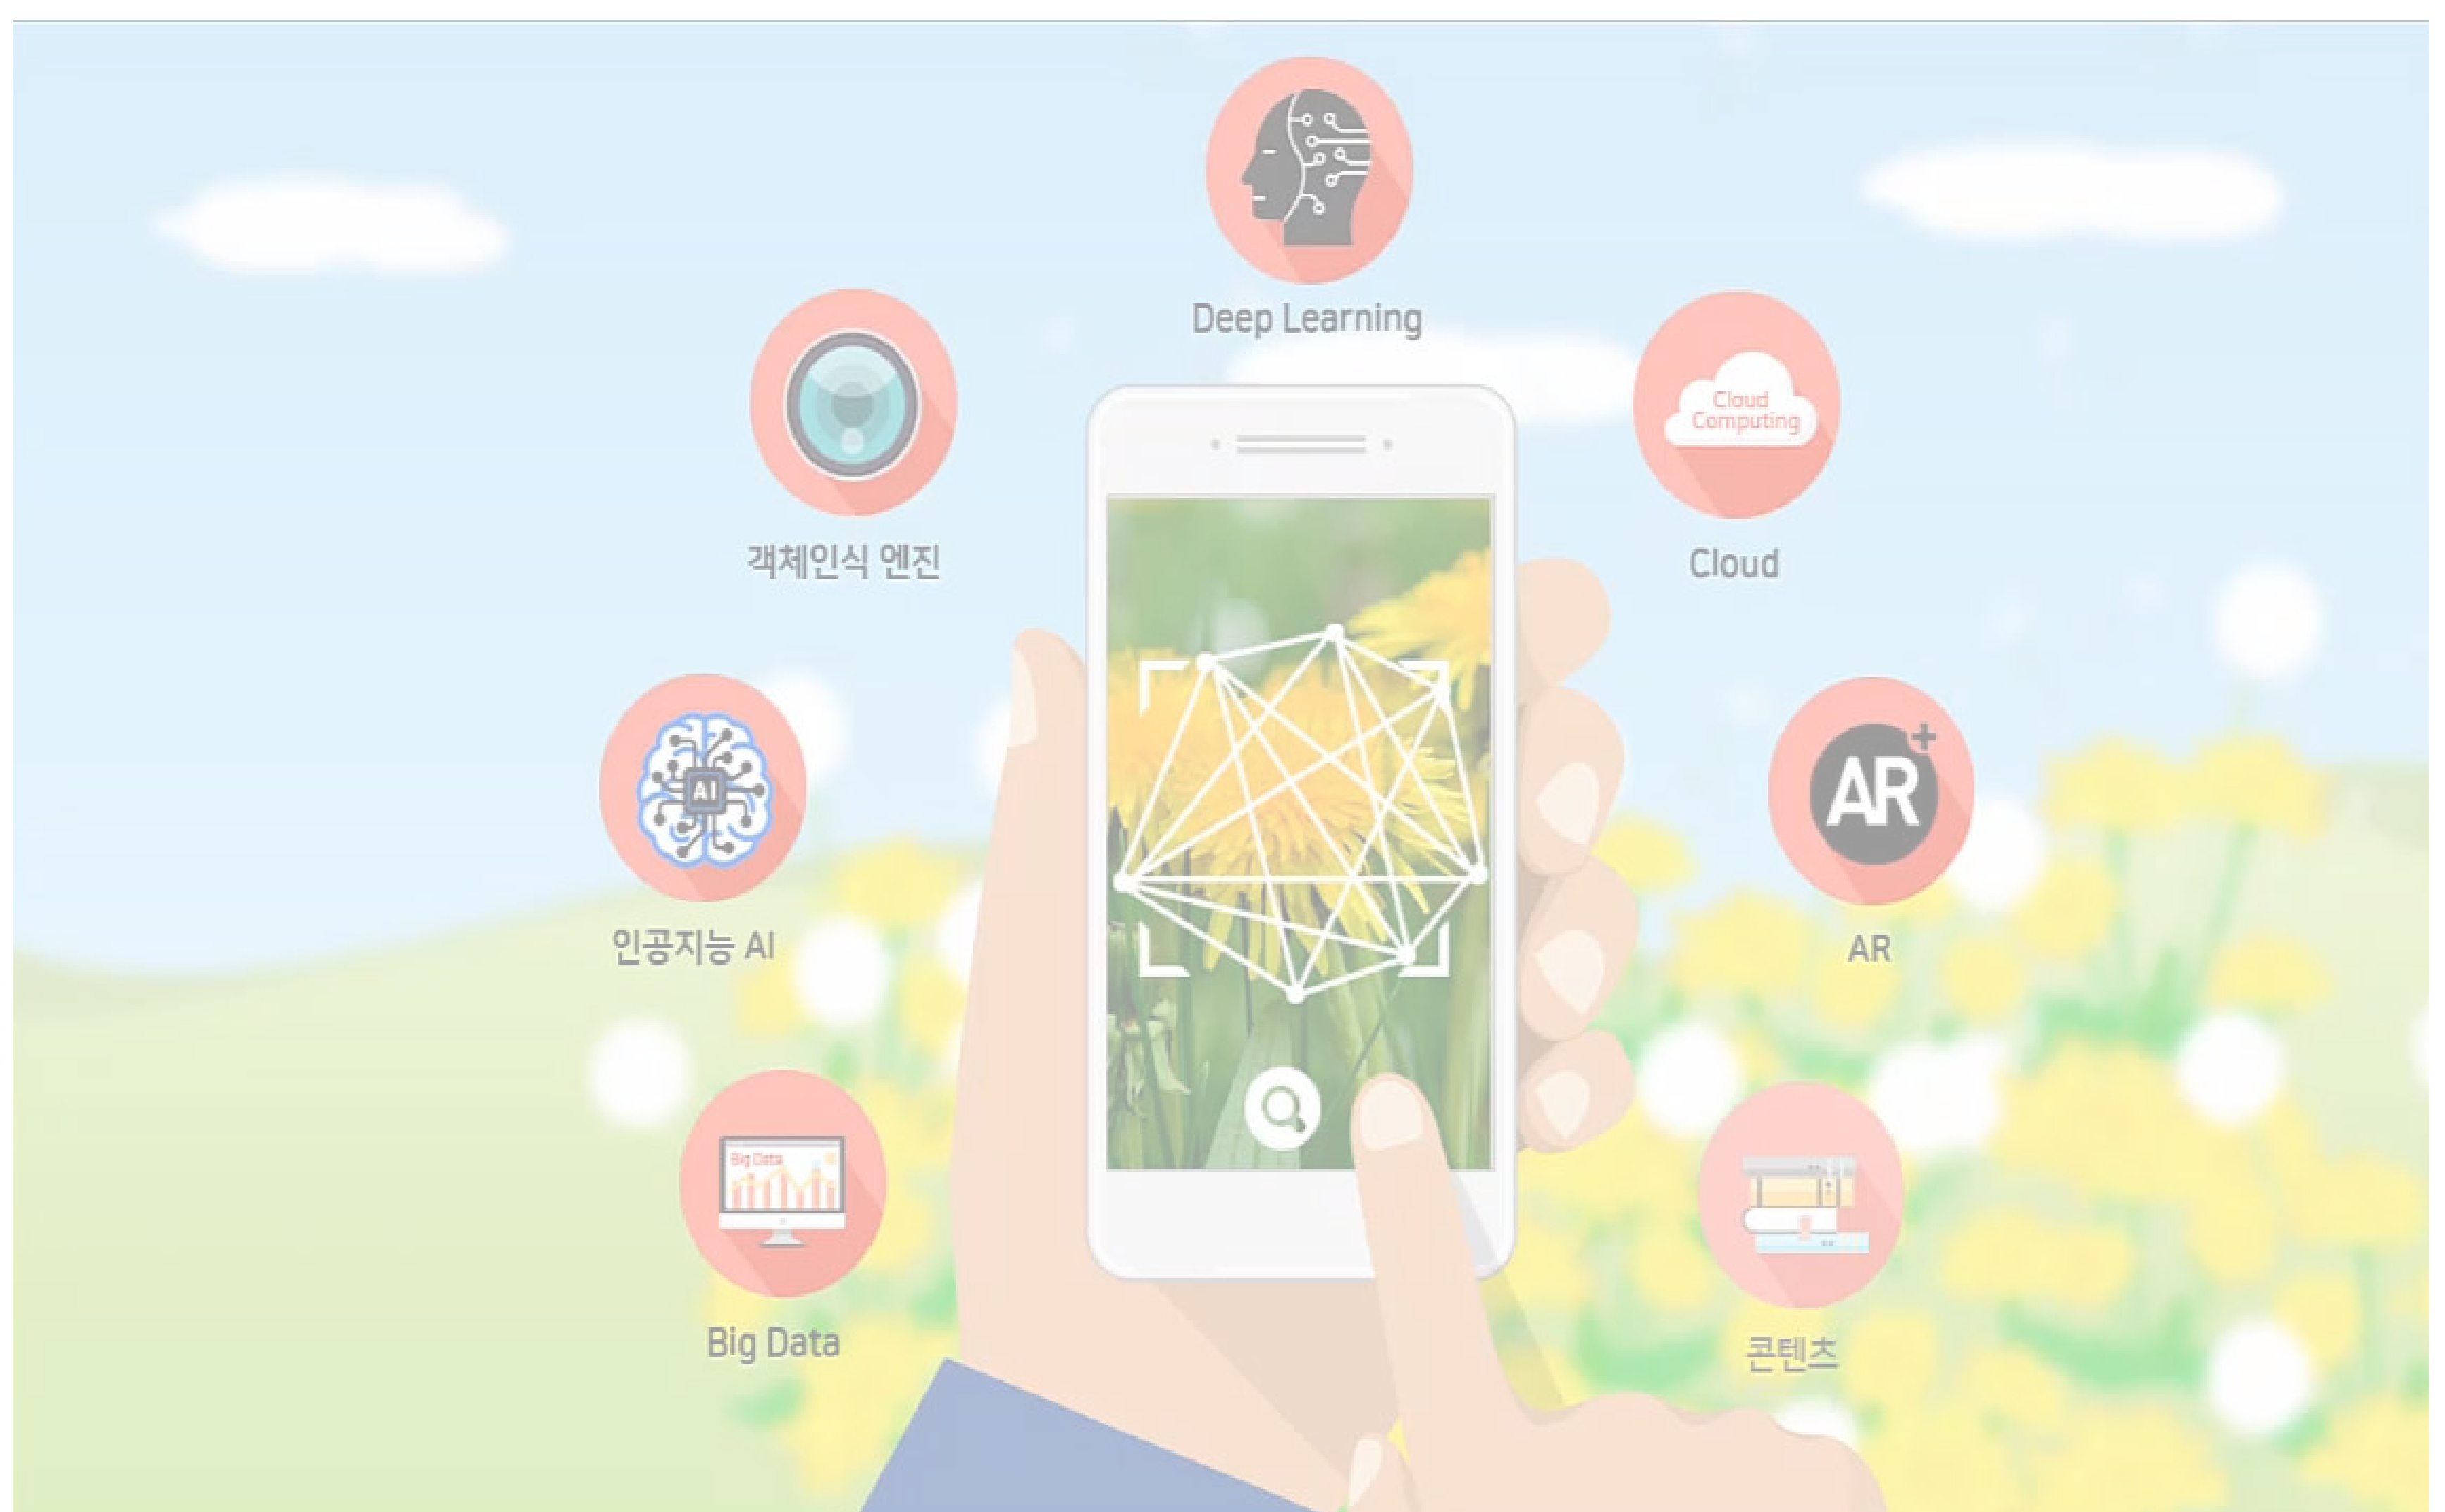 Deep Learning
Cloud
Computing
객체인식 엔진
Cloud
AI
인공지능 AI
AR+
AR
Big Data
Big Data
콘텐츠